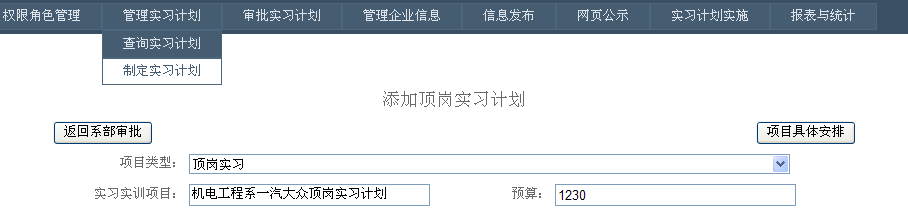 权限角色管理 管理实习计划 审批实习计划 管理企业信息 信息发布 网页公示 实习计划实施 报表与统计
查询实习计划
制定实习计划
添加顶岗实习计划
返回系部审批 项目具体安排
项目类型： 顶岗实习
实习实训项目： 机电工程系一汽大众顶岗实习计划 预算： 1230